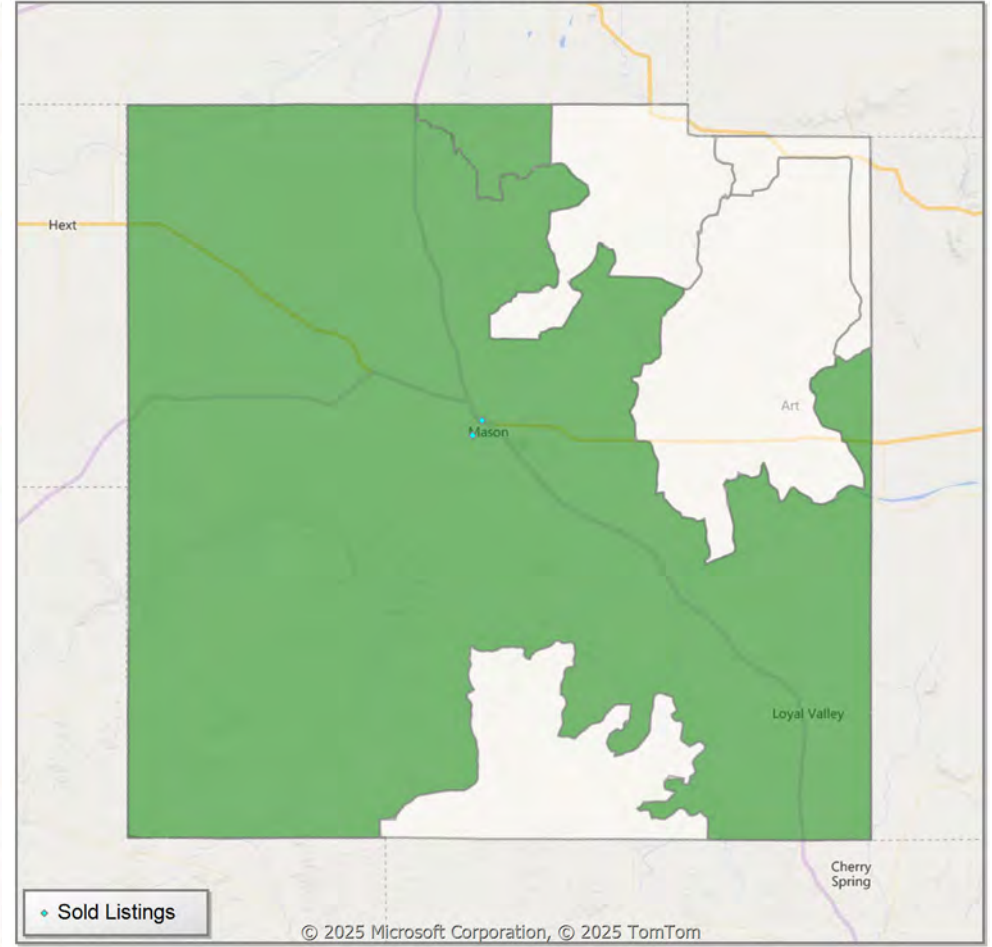 Hext
Art
Mason
Loyal Valley
Cherry
Spring
Sold Listings
© 2025 Microsoft Corporation, © 2025 TomTom